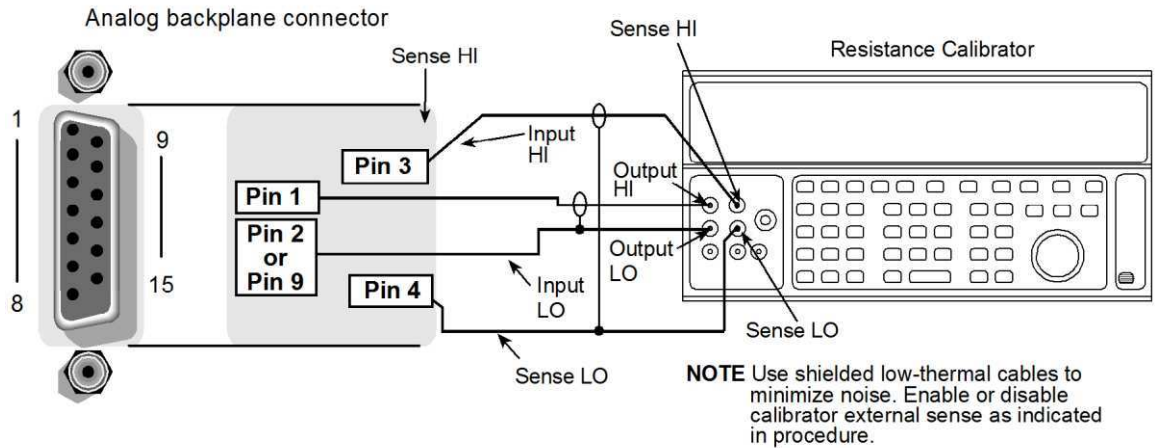 Analog backplane connector
Sense HI
Sense HI
Resistance Calibrator
1
9
Input
HI
Pin 3
Output
HI
Pin 1
Pin 2
or
Pin 9
Output
LO
15
8
Pin 4
Input
LO
Sense LO
Sense LO
NOTE Use shielded low-thermal cables to
minimize noise. Enable or disable
calibrator external sense as indicated
in procedure.